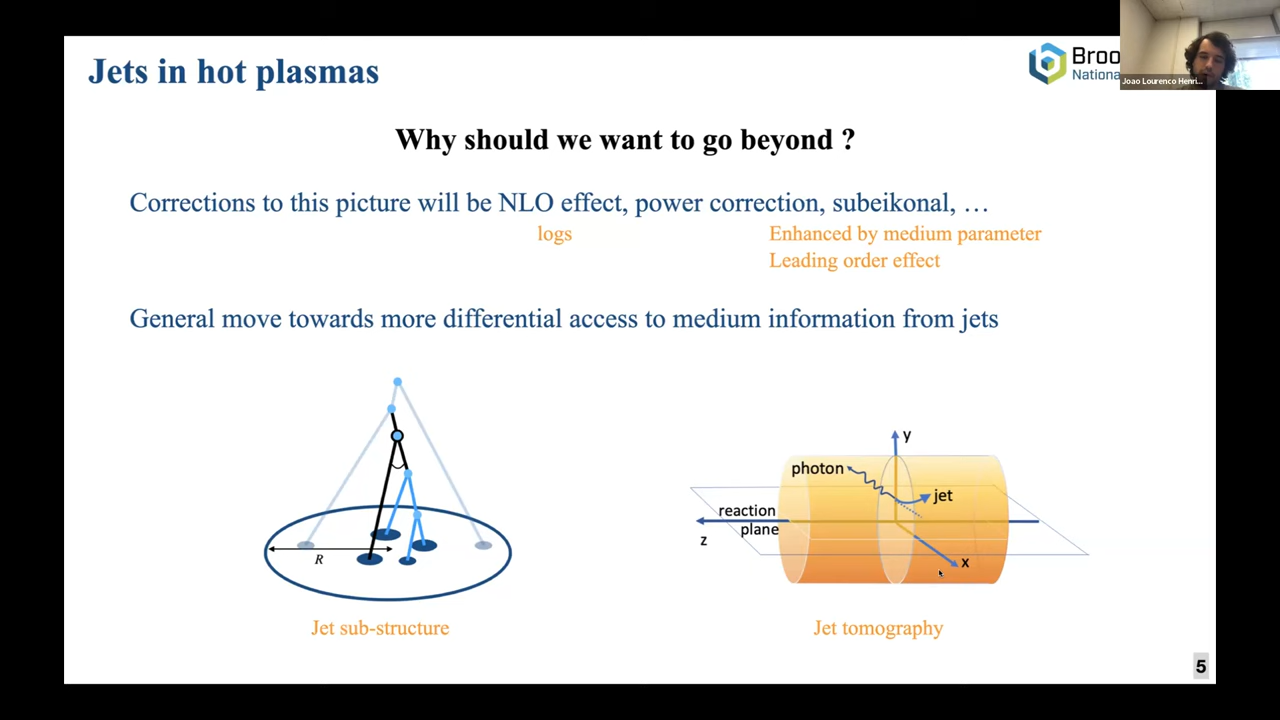 Jets in hot plasmas
Broo
National
Joao Lourenco Henri...
Why should we want to go beyond ?
Corrections to this picture will be NLO effect, power correction, subeikonal, …
logs
Enhanced by medium parameter
Leading order effect
General move towards more differential access to medium information from jets
R
Jet sub-structure
y
photon
jet
reaction
plane
z
x
Jet tomography
5